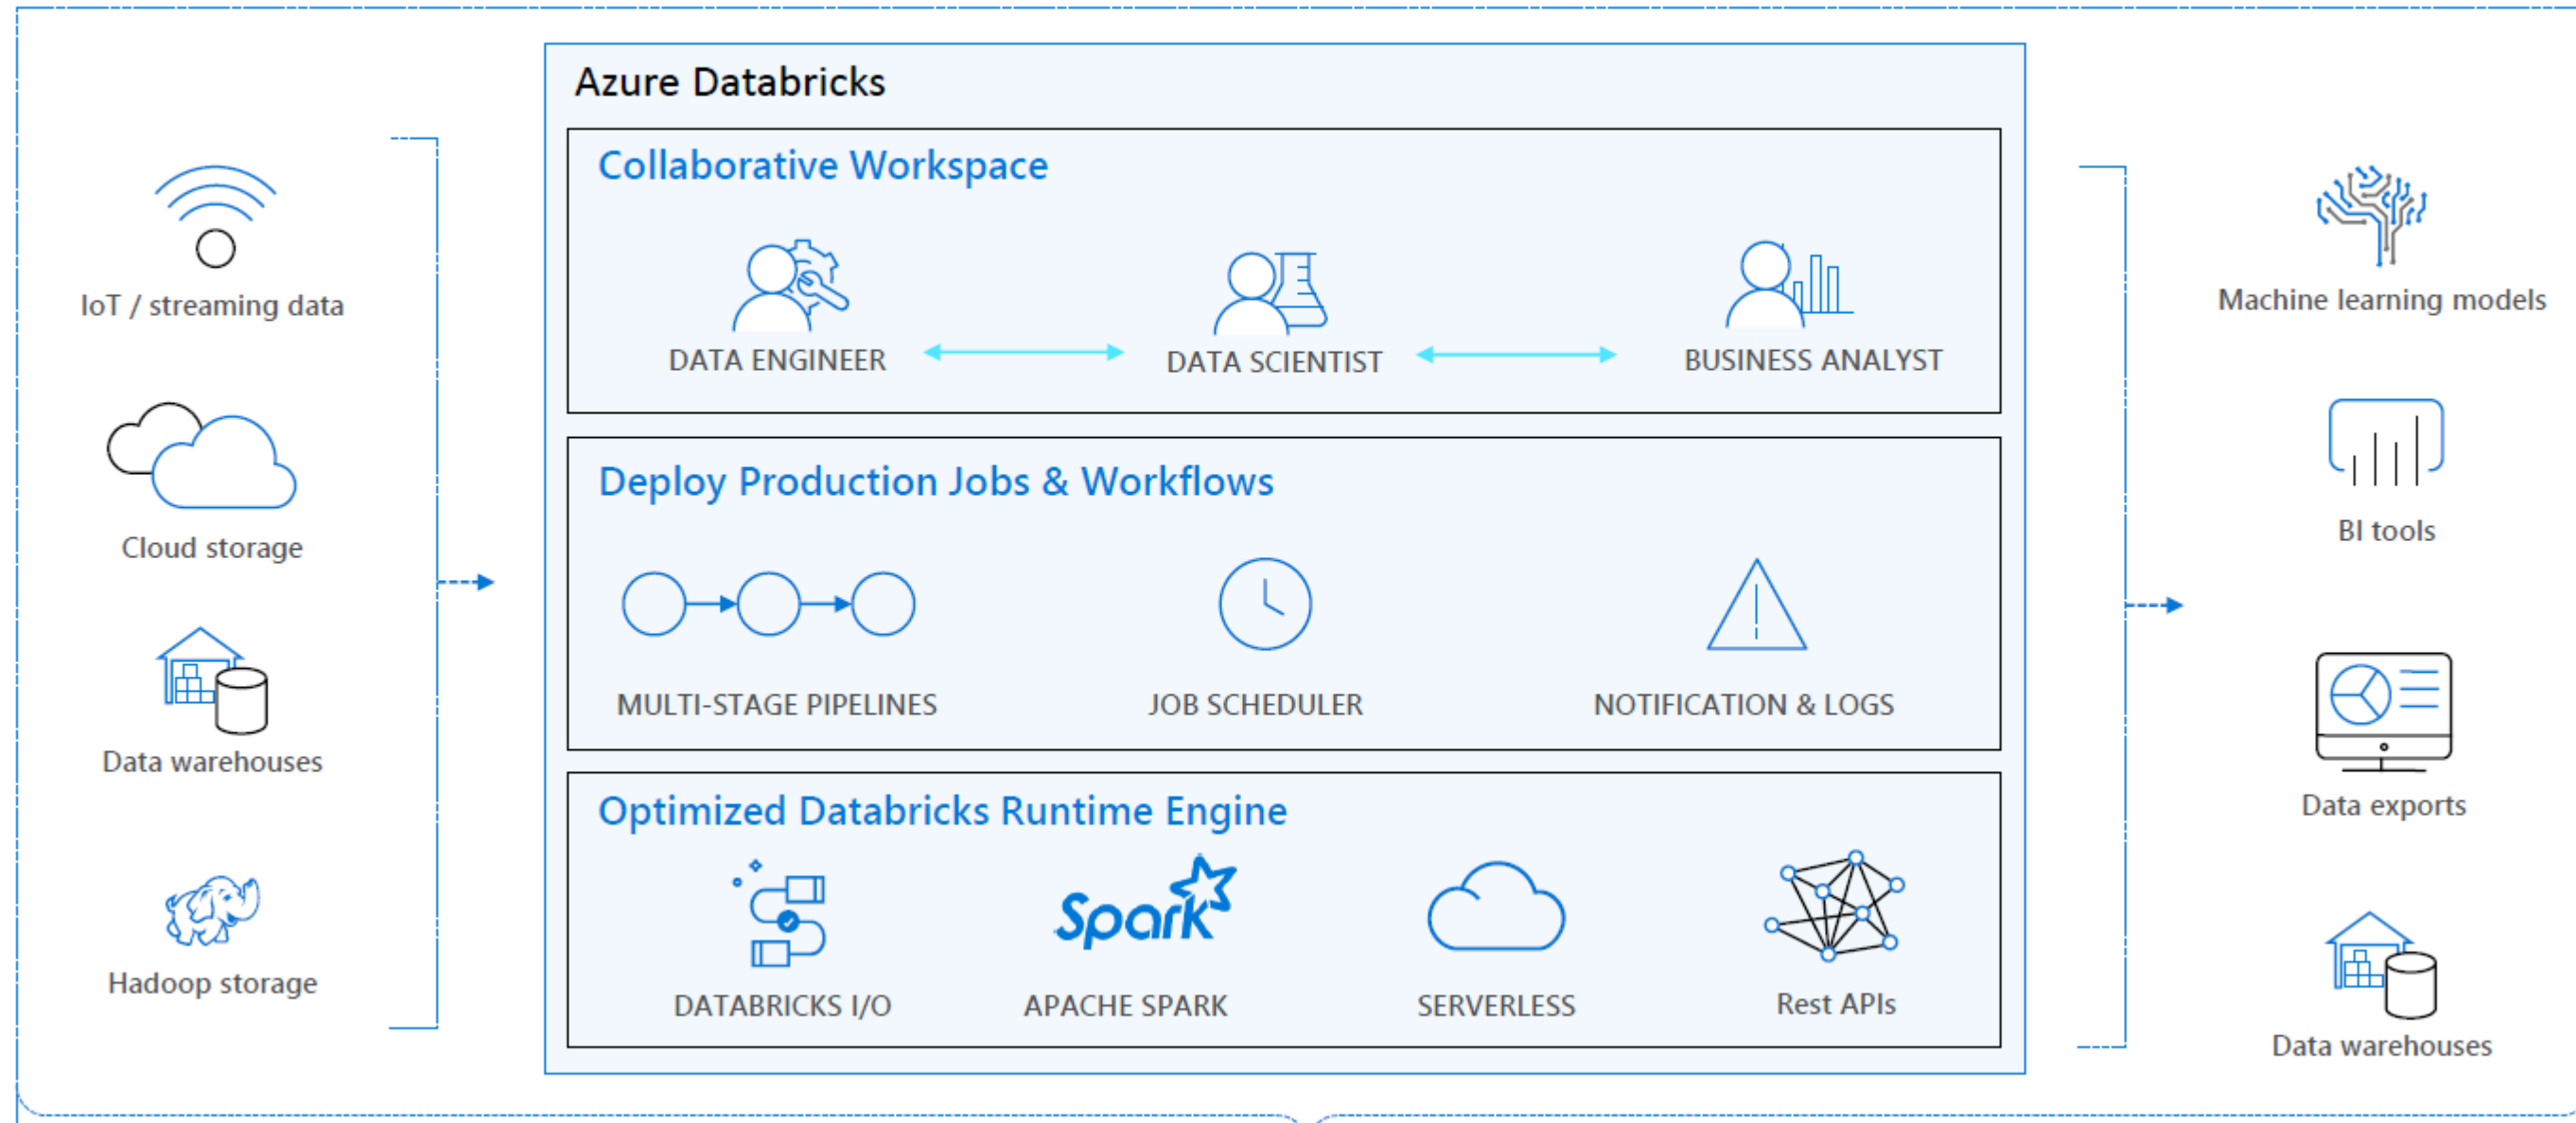 Azure Databricks
Collaborative Workspace
DATA ENGINEER
DATA SCIENTIST
BUSINESS ANALYST
Deploy Production Jobs & Workflows
MULTI-STAGE PIPELINES
JOB SCHEDULER
NOTIFICATION & LOGS
Optimized Databricks Runtime Engine
Spark
DATABRICKS I/O
APACHE SPARK
SERVERLESS
Rest APIs
IoT / streaming data
Cloud storage
Data warehouses
Hadoop storage
Machine learning models
BI tools
Data exports
Data warehouses